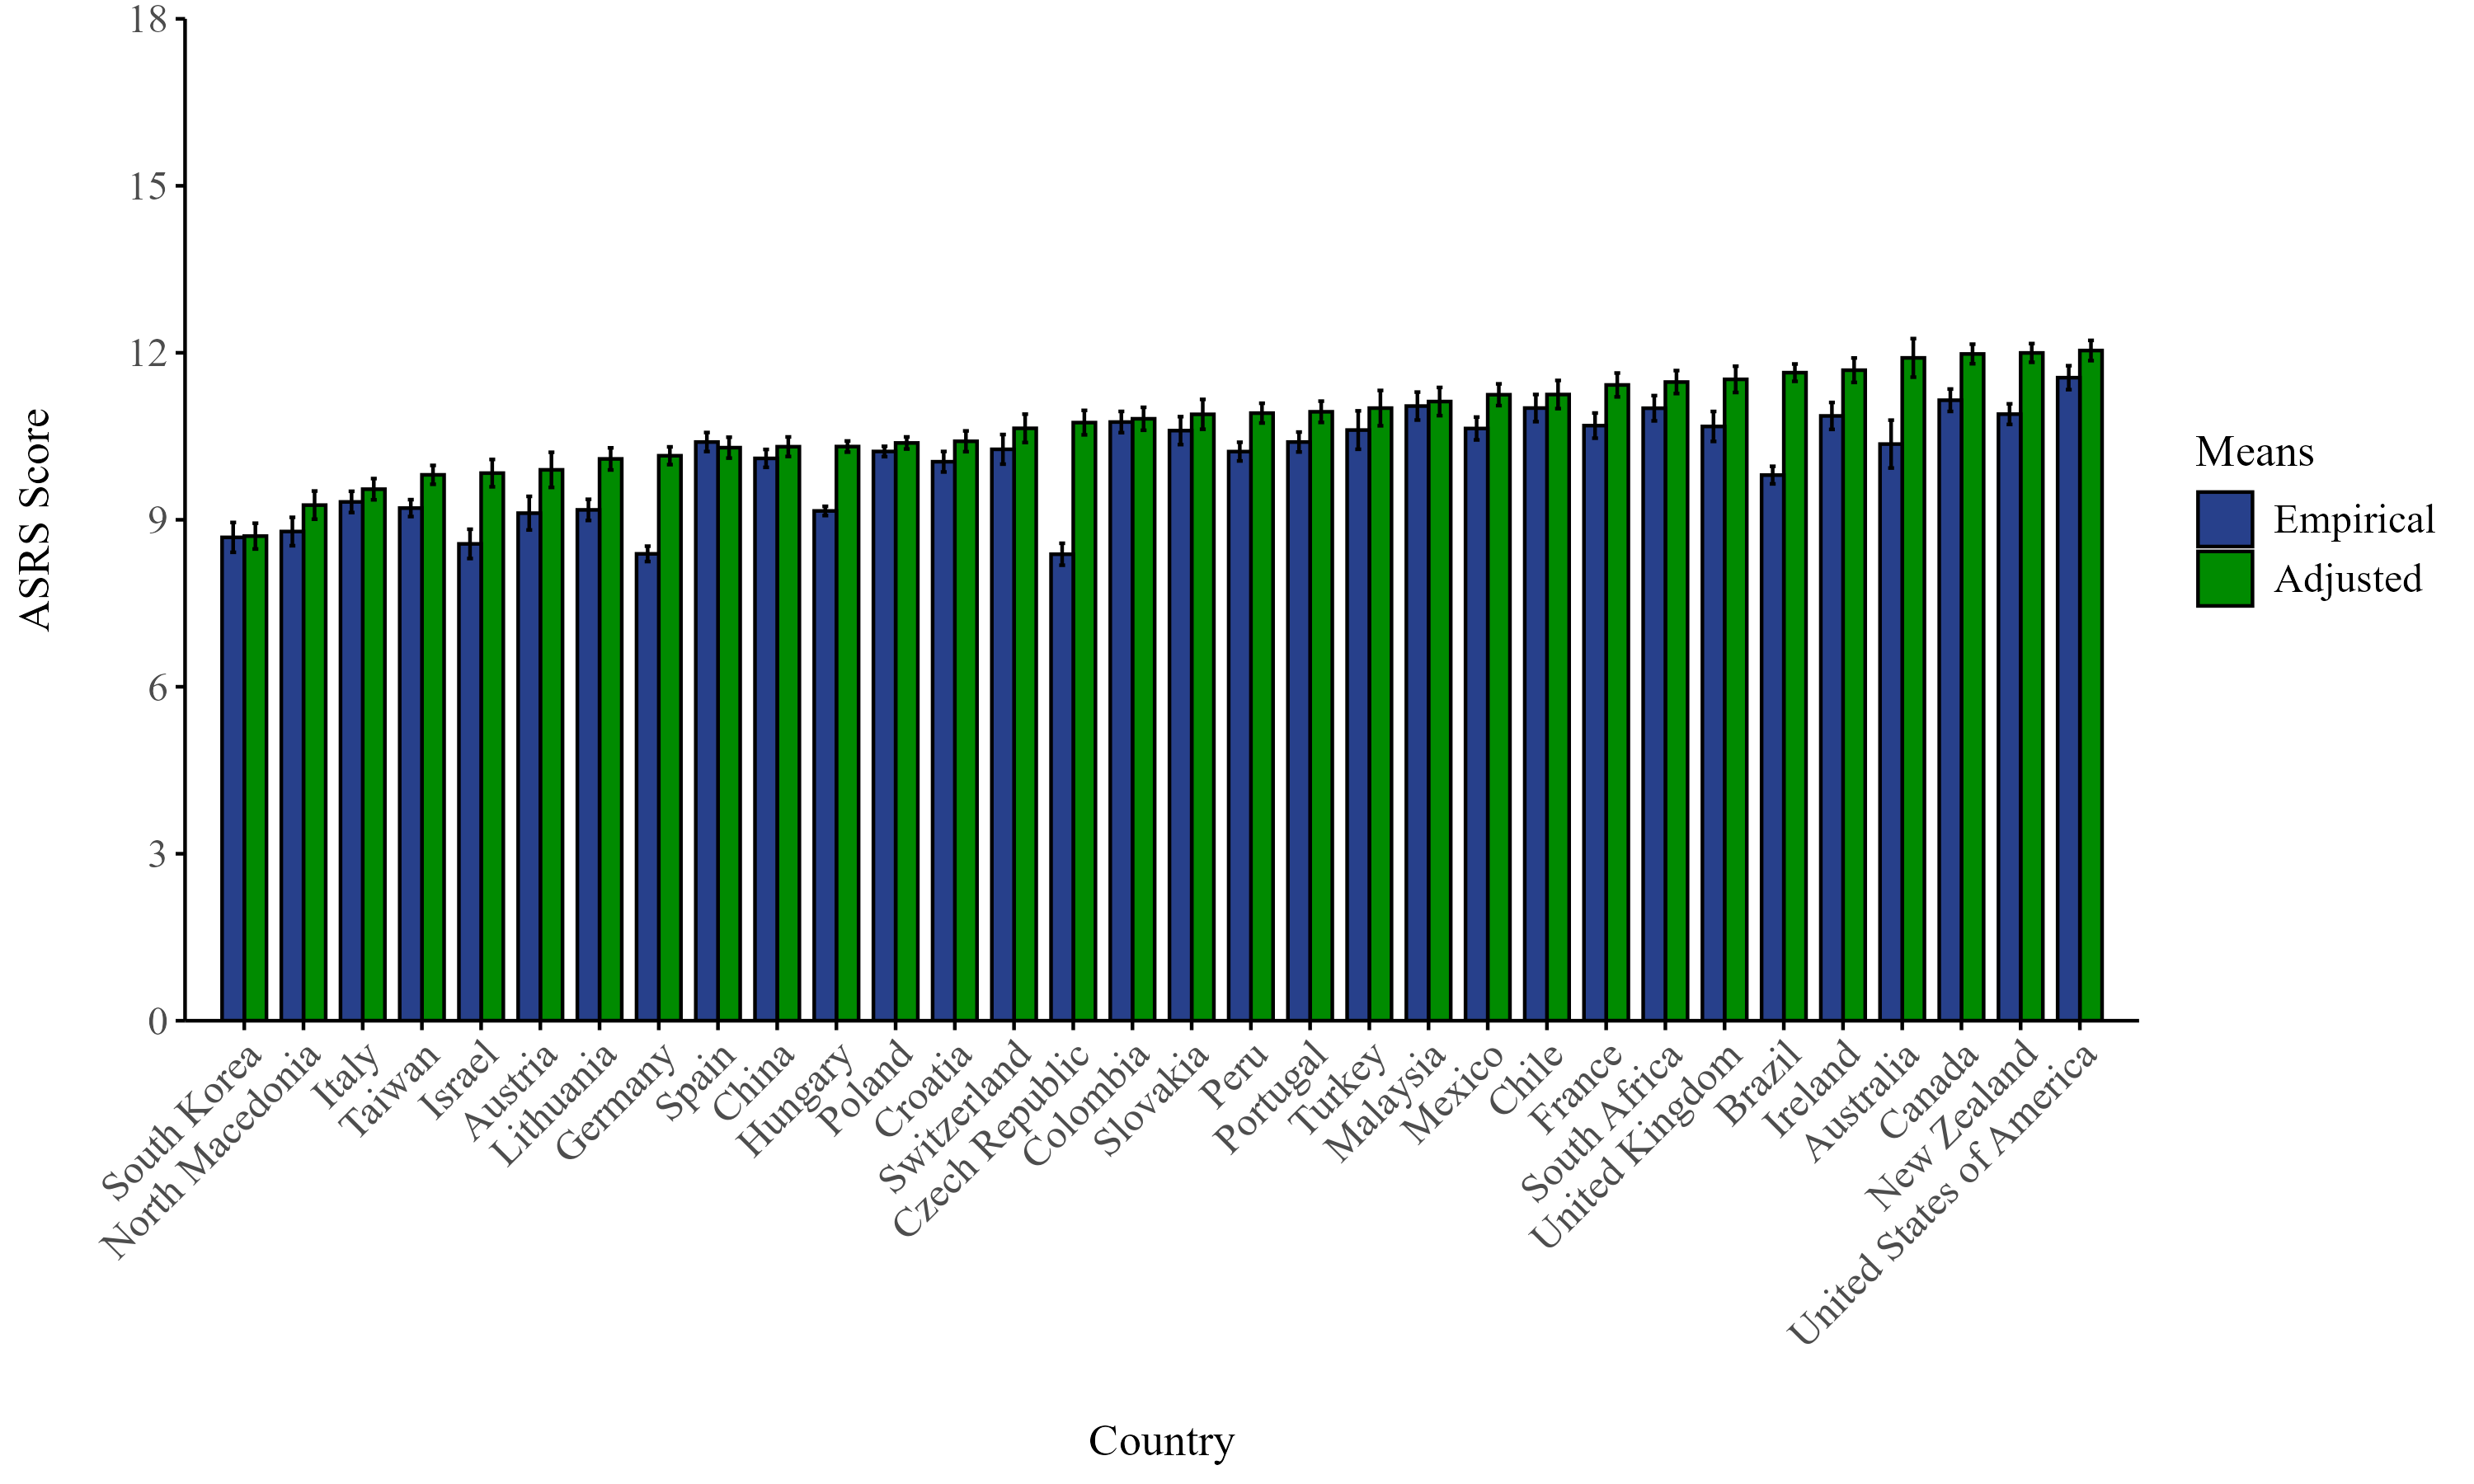 18
15
12
9
6
3
0
ASRS Score
South Korea
North Macedonia
Italy
Taiwan
Israel
Austria
Lithuania
Germany
Spain
China
Hungary
Poland
Croatia
Switzerland
Czech Republic
Colombia
Slovakia
Peru
Portugal
Turkey
Malaysia
Mexico
Chile
France
South Africa
United Kingdom
Brazil
Ireland
Australia
Canada
New Zealand
United States of America
Country
Means
Empirical
Adjusted